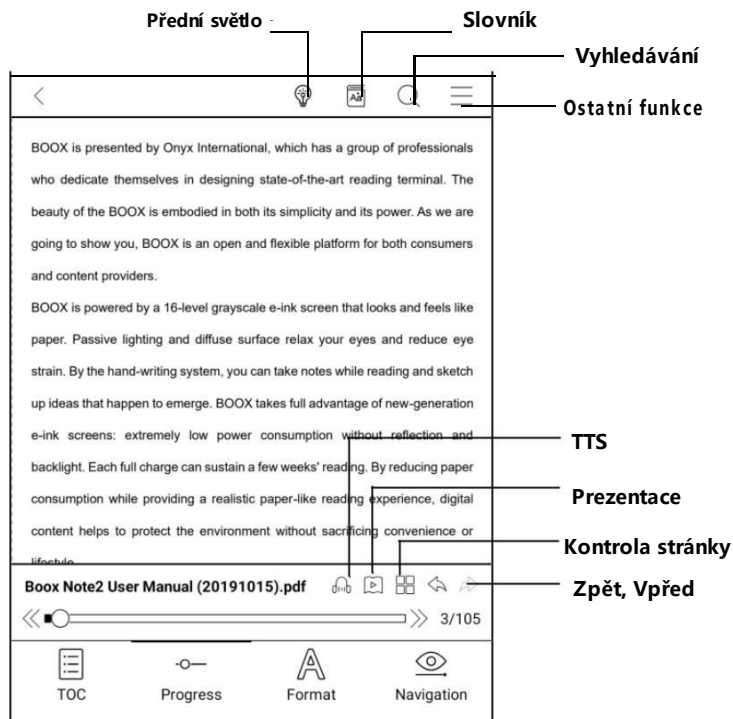 Přední světlo
Slovník
Vyhledávání
Ostatní funkce
BOOX is presented by Onyx International, which has a group of professionals
who dedicate themselves in designing state-of-the-art reading terminal. The
beauty of the BOOX is embodied in both its simplicity and its power. As we are
going to show you, BOOX is an open and flexible platform for both consumers
and content providers.
BOOX is powered by a 16-level grayscale e-ink screen that looks and feels like
paper. Passive lighting and diffuse surface relax your eyes and reduce eye
strain. By the hand-writing system, you can take notes while reading and sketch
up ideas that happen to emerge. BOOX takes full advantage of new-generation
e-ink screens: extremely low power consumption without reflection and
backlight. Each full charge can sustain a few weeks' reading. By reducing paper
consumption while providing a realistic paper-like reading experience, digital
content helps to protect the environment without sacrificing convenience or
lifestyle.
TTS
Prezentace
Kontrola stránky
Zpět, Vpřed
Boox Note2 User Manual (20191015).pdf
3/105
TOC Progress Format Navigation